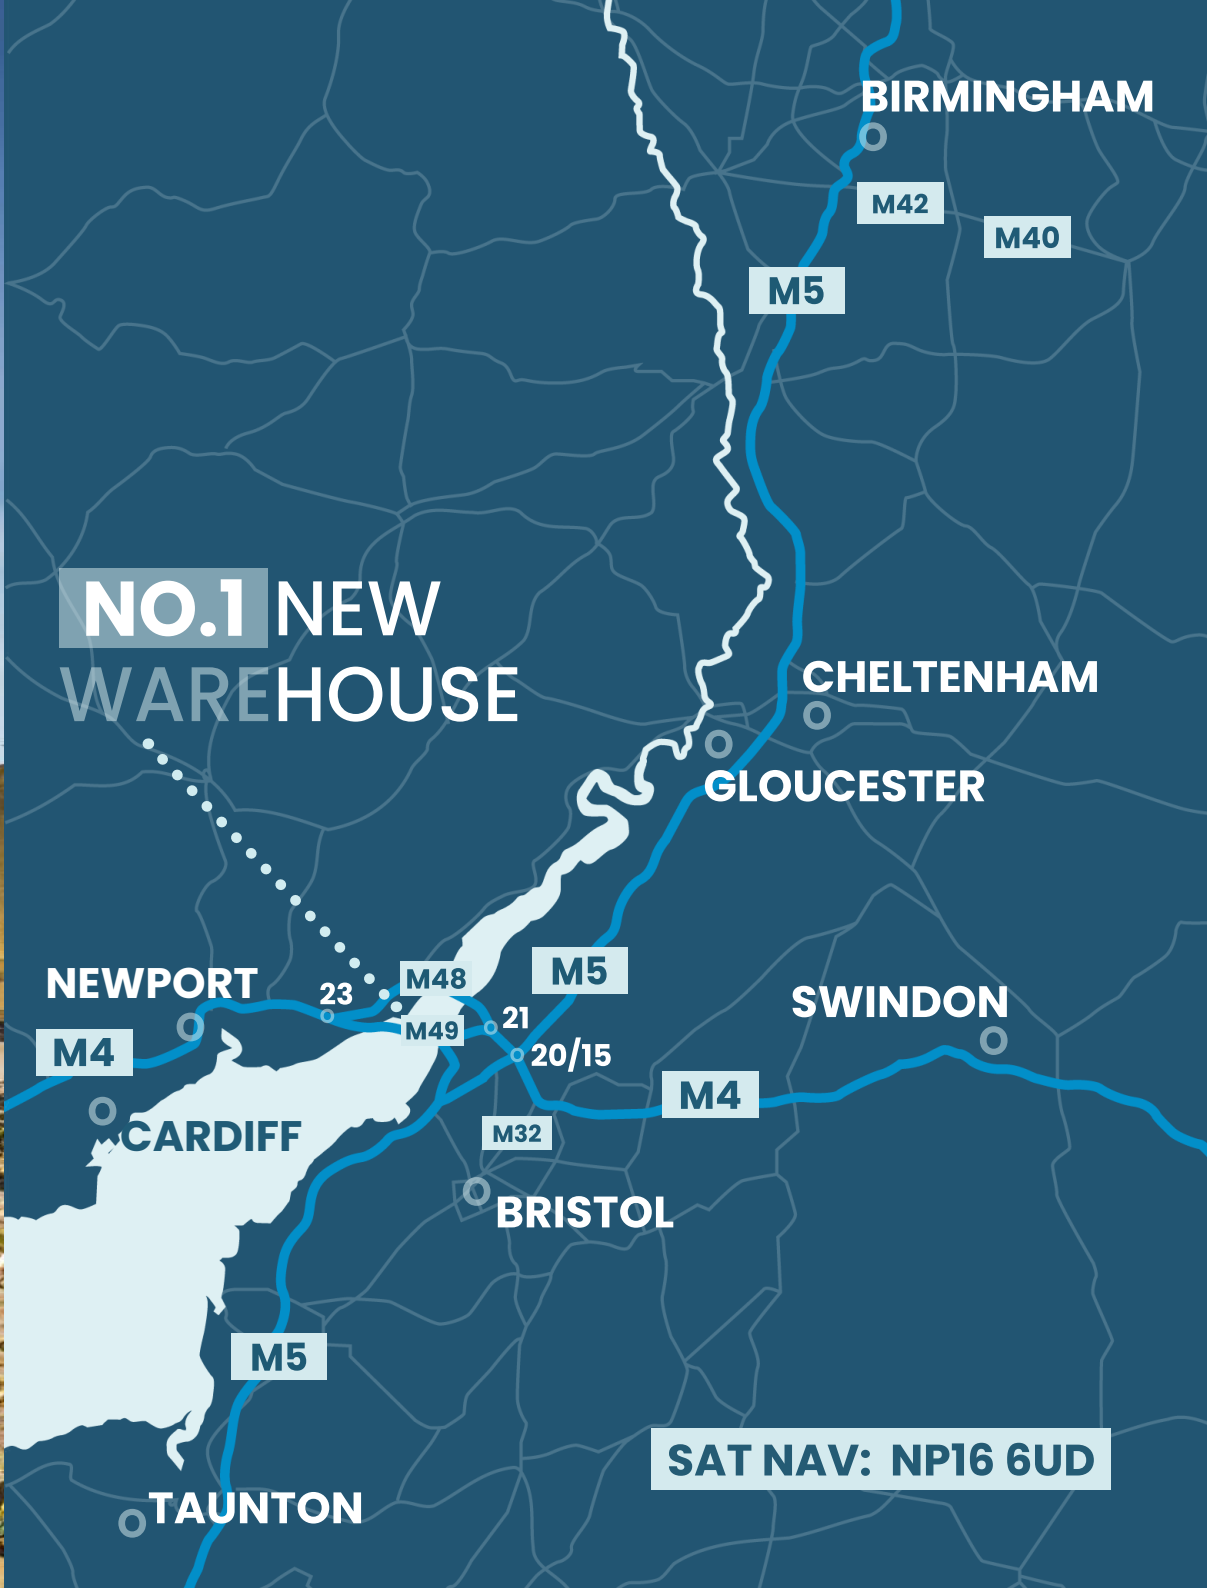 BIRMINGHAM
M42
M40
M5
NO.1 NEW
WAREHOUSE
CHELTENHAM
GLOUCESTER
NEWPORT
M48
M5
23
21
SWINDON
M49
M4
20/15
M4
CARDIFF
M32
BRISTOL
M5
SAT NAV: NP16 6UD
TAUNTON